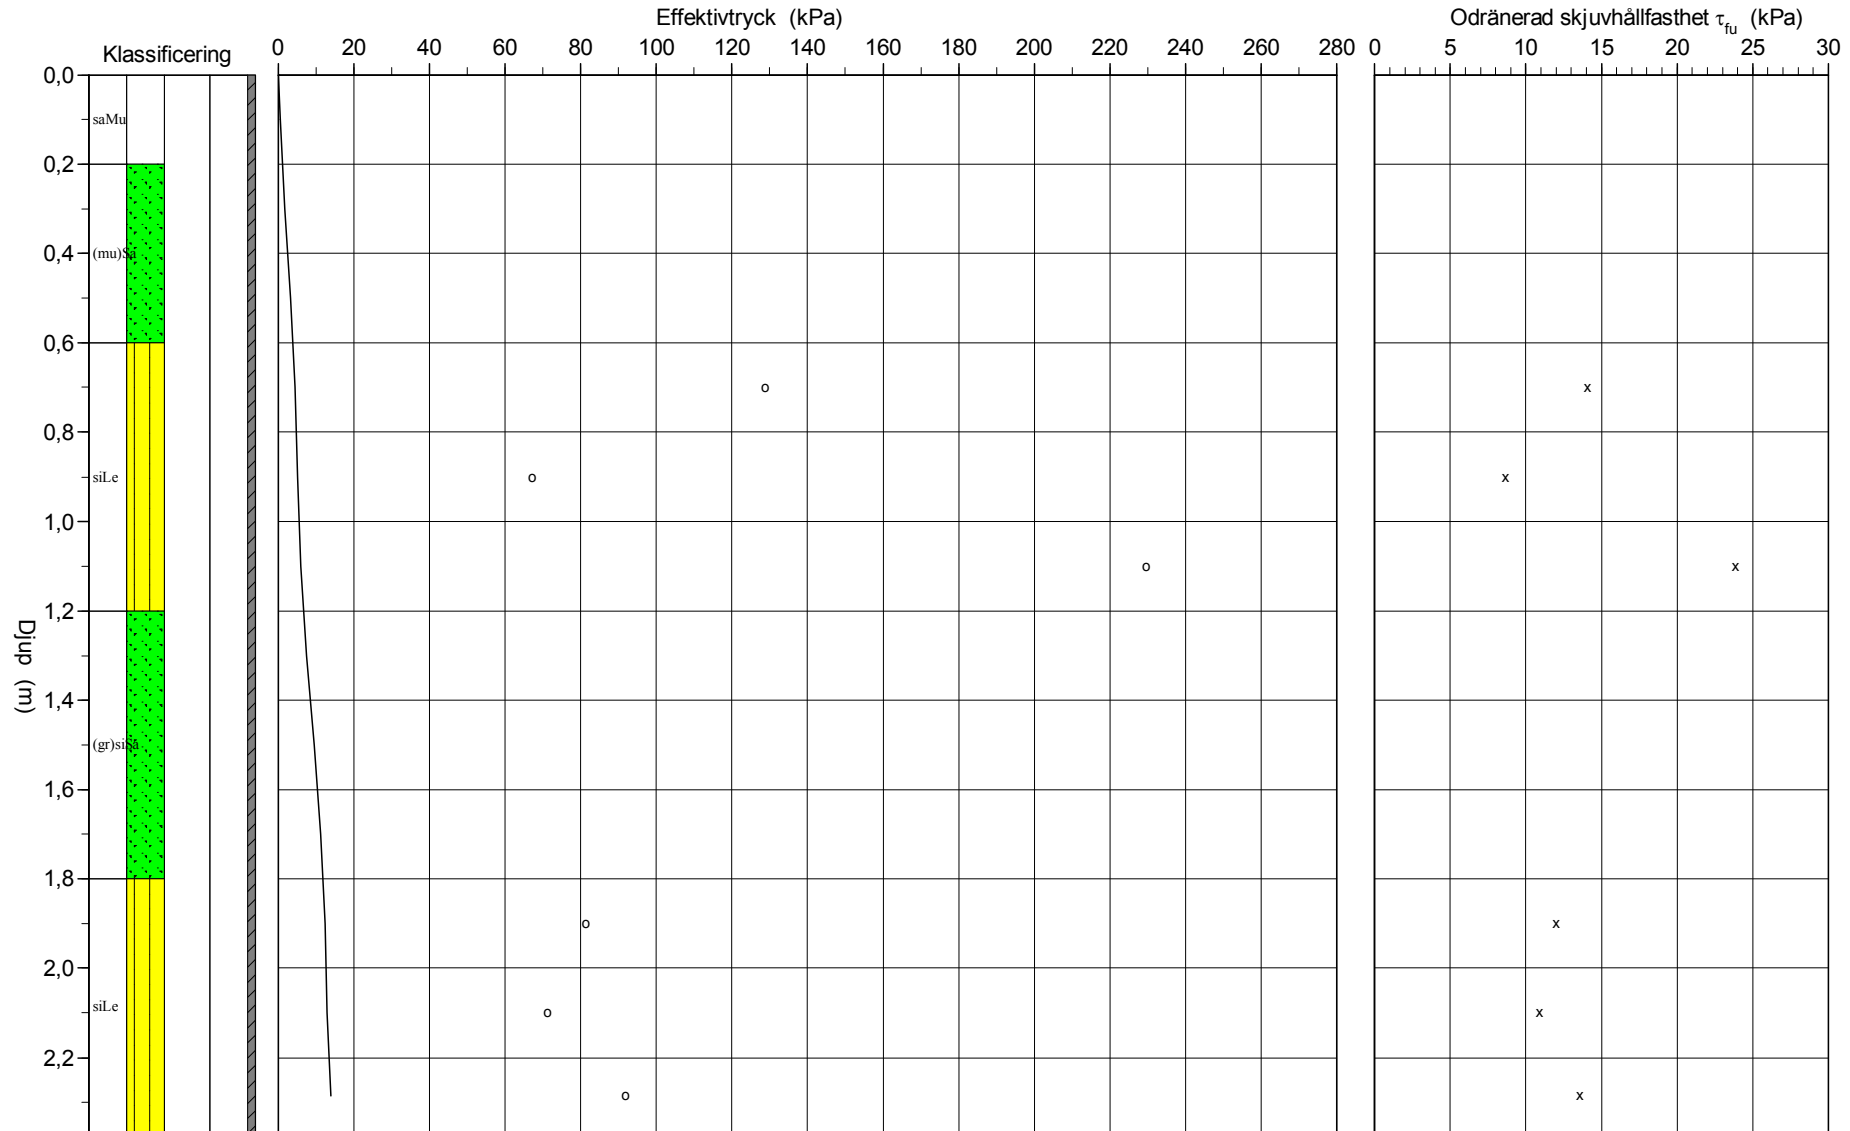 Effektivtryck (kPa)
Odränerad skjuvhållfasthet τfu (kPa)
Klassificering
0 20 40 60 80 100 120 140 160 180 200 220 240 260 280
0 5 10 15 20 25 30
0,0
saMu
0,2
0,4
(mu)Sa
0,6
0,8
siLe
1,0
1,2
Djup (m)
1,4
(gr)siSa
1,6
1,8
2,0
siLe
2,2